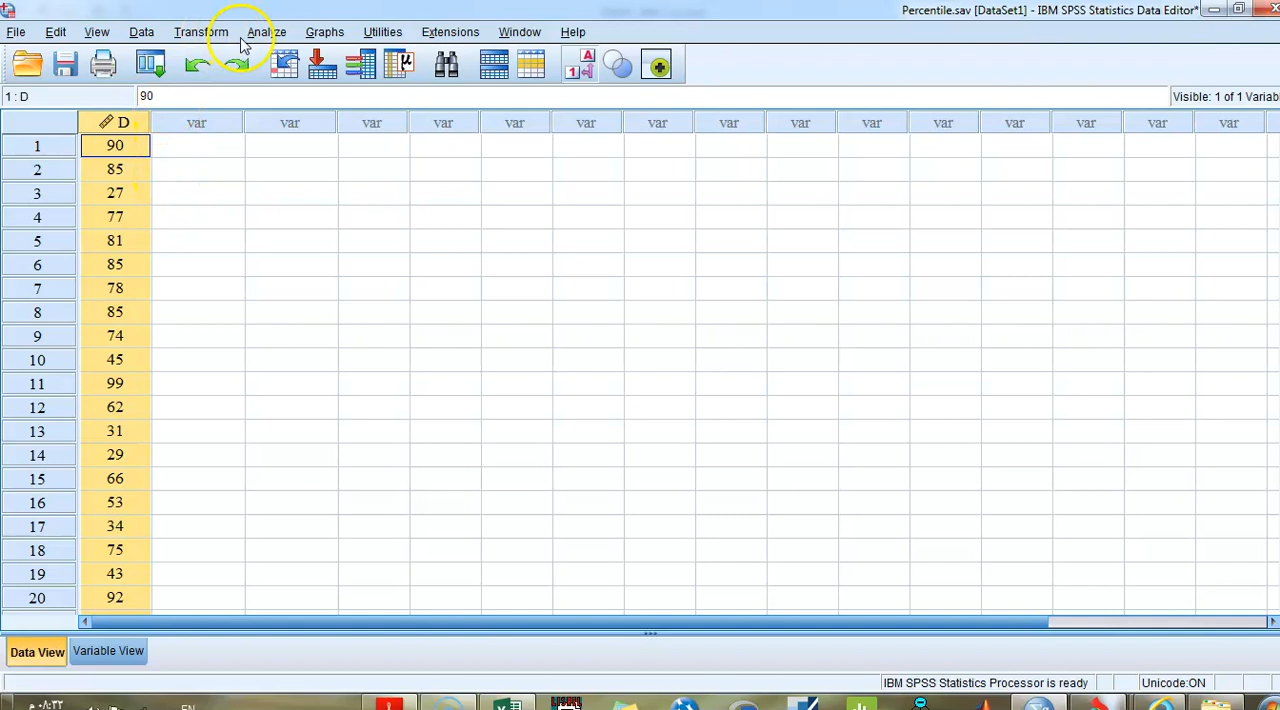 Percentile.sav [DataSet1] - IBM SPSS Statistics Data Editor*
File Edit View Data Transform Analyze Graphs Utilities Extensions Window Help
1 : D 90 Visible: 1 of 1 Variab
D var var var var var var var var var var var var var var var
1 90
2 85
3 27
4 77
5 81
6 85
7 78
8 85
9 74
10 45
11 99
12 62
13 31
14 29
15 66
16 53
17 34
18 75
19 43
20 92
Data View Variable View
IBM SPSS Statistics Processor is ready Unicode:ON
EN